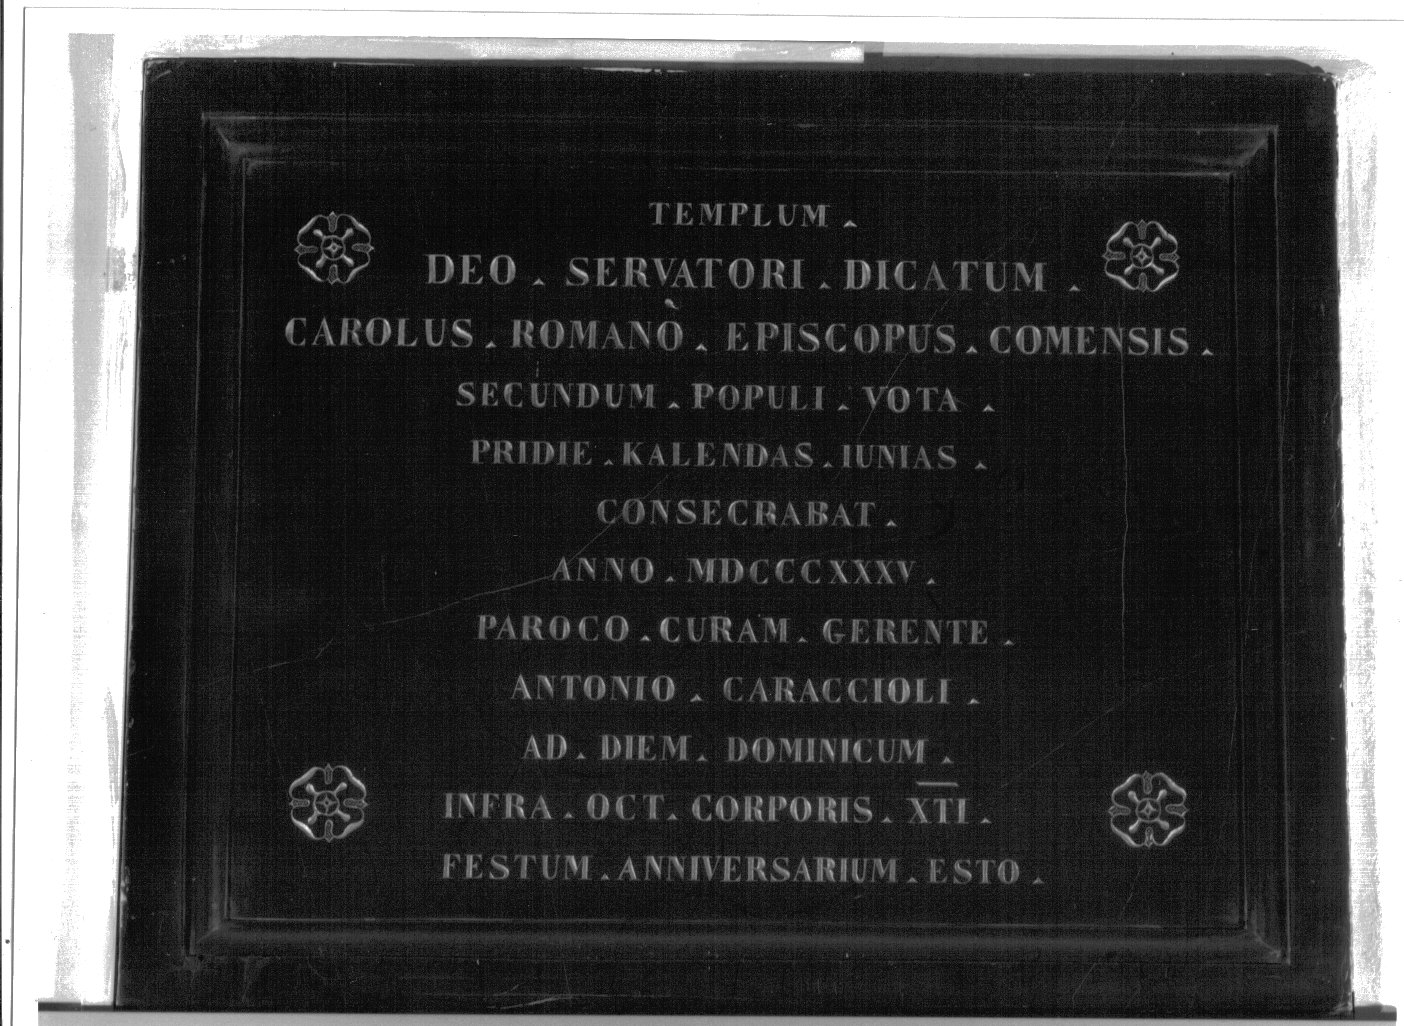 TEMPLUM .
DEO . SERVATORI . DICATUM .
CAROLUS . ROMANÒ . EPISCOPUS . COMENSIS .
SECUNDUM . POPULI . VOTA .
PRIDIE . KALENDAS . IUNIAS .
CONSECRABAT .
ANNO . MDCCCXXXV .
PAROCO . CURAM . GERENTE .
ANTONIO . CARACCIOLI .
AD . DIEM . DOMINICUM .
INFRA . OCT . CORPORIS . X̅T̅I̅ .
FESTUM . ANNIVERSARIUM . ESTO .